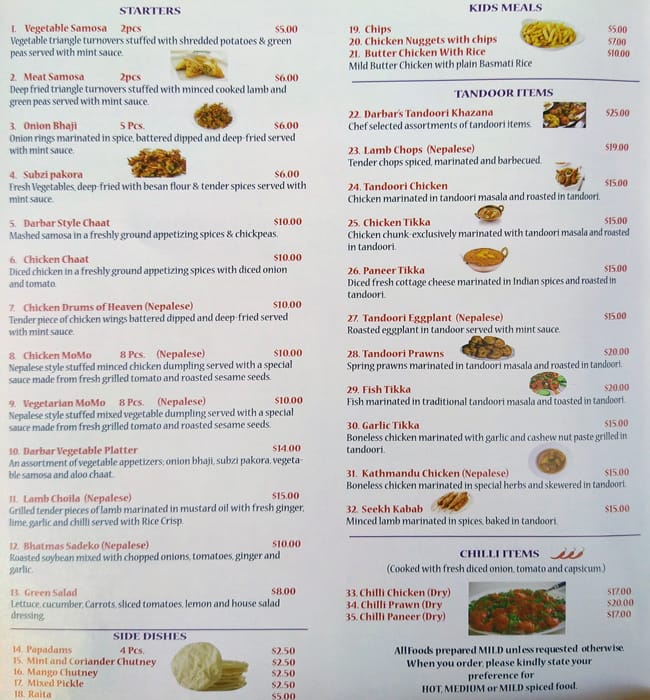 STARTERS
1. Vegetable Samosa 2pcs $5.00
Vegetable triangle turnovers stuffed with shredded potatoes & green
peas served with mint sauce.
2. Meat Samosa 2pcs $6.00
Deep fried triangle turnovers stuffed with minced cooked lamb and
green peas served with mint sauce.
3. Onion Bhaji 5 Pcs. $6.00
Onion rings marinated in spice, battered dipped and deep-fried served
with mint sauce.
4. Subzi pakora $6.00
Fresh Vegetables, deep-fried with besan flour & tender spices served with
mint sauce.
5. Darbar Style Chaat $10.00
Mashed samosa in a freshly ground appetizing spices & chickpeas.
6. Chicken Chaat $10.00
Diced chicken in a freshly ground appetizing spices with diced onion
and tomato.
7. Chicken Drums of Heaven (Nepalese) $10.00
Tender piece of chicken wings battered dipped and deep-fried served
with mint sauce.
8. Chicken MoMo 8 Pcs. (Nepalese) $10.00
Nepalese style stuffed minced chicken dumpling served with a special
sauce made from fresh grilled tomato and roasted sesame seeds.
9. Vegetarian MoMo 8 Pcs. (Nepalese) $10.00
Nepalese style stuffed mixed vegetable dumpling served with a special
sauce made from fresh grilled tomato and roasted sesame seeds.
10. Darbar Vegetable Platter $14.00
An assortment of vegetable appetizers; onion bhaji, subzi pakora, vegeta-
ble samosa and aloo chaat.
11. Lamb Choila (Nepalese) $15.00
Grilled tender pieces of lamb marinated in mustard oil with fresh ginger,
lime, garlic and chilli served with Rice Crisp.
12. Bhatmas Sadeko (Nepalese) $10.00
Roasted soybean mixed with chopped onions, tomatoes, ginger and
garlic.
13. Green Salad $8.00
Lettuce, cucumber, Carrots, sliced tomatoes, lemon and house salad
dressing.
SIDE DISHES
14. Papadams 4 Pcs. $2.50
15. Mint and Coriander Chutney $2.50
16. Mango Chutney $2.50
17. Mixed Pickle $2.50
18. Raita $5.00
KIDS MEALS
19. Chips $5.00
20. Chicken Nuggets with chips $7.00
21. Butter Chicken With Rice $10.00
Mild Butter Chicken with plain Basmati Rice
TANDOOR ITEMS
22. Darbar's Tandoori Khazana $25.00
Chef selected assortments of tandoori items.
23. Lamb Chops (Nepalese) $19.00
Tender chops spiced, marinated and barbecued.
24. Tandoori Chicken $15.00
Chicken marinated in tandoori masala and roasted in tandoori.
25. Chicken Tikka $15.00
Chicken chunk-exclusively marinated with tandoori masala and roasted
in tandoori.
26. Paneer Tikka $15.00
Diced fresh cottage cheese marinated in Indian spices and roasted in
tandoori.
27. Tandoori Eggplant (Nepalese) $15.00
Roasted eggplant in tandoor served with mint sauce.
28. Tandoori Prawns $20.00
Spring prawns marinated in tandoori masala and roasted in tandoori.
29. Fish Tikka $20.00
Fish marinated in traditional tandoori masala and toasted in tandoori.
30. Garlic Tikka $15.00
Boneless chicken marinated with garlic and cashew nut paste grilled in
tandoori.
31. Kathmandu Chicken (Nepalese) $15.00
Boneless chicken marinated in special herbs and skewered in tandoori.
32. Seekh Kabab $15.00
Minced lamb marinated in spices, baked in tandoori.
CHILLI ITEMS
(Cooked with fresh diced onion, tomato and capsicum.)
33. Chilli Chicken (Dry) $17.00
34. Chilli Prawn (Dry $20.00
35. Chilli Paneer (Dry) $17.00
All Foods prepared MILD unless requested otherwise.
When you order, please kindly state your
preference for
HOT, MEDIUM or MILD spiced food.